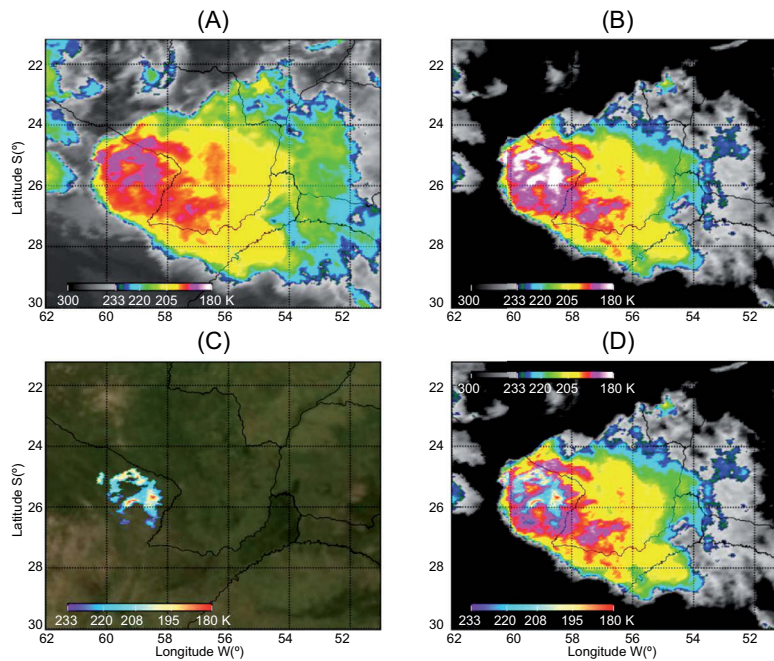 (A) (B)
22 22
24 24
Latitude S(º)
26 26
28 28
300 233 220 205 180 K 300 233 220 205 180 K
30 30
62 60 58 56 54 52 62 60 58 56 54 52
(C) (D)
22 22
300 233 220 205 180 K
24 24
Latitude S(º)
26 26
28 28
233 220 208 195 180 K 233 220 208 195 180 K
30 30
62 60 58 56 54 52 62 60 58 56 54 52
Longitude W(º) Longitude W(º)